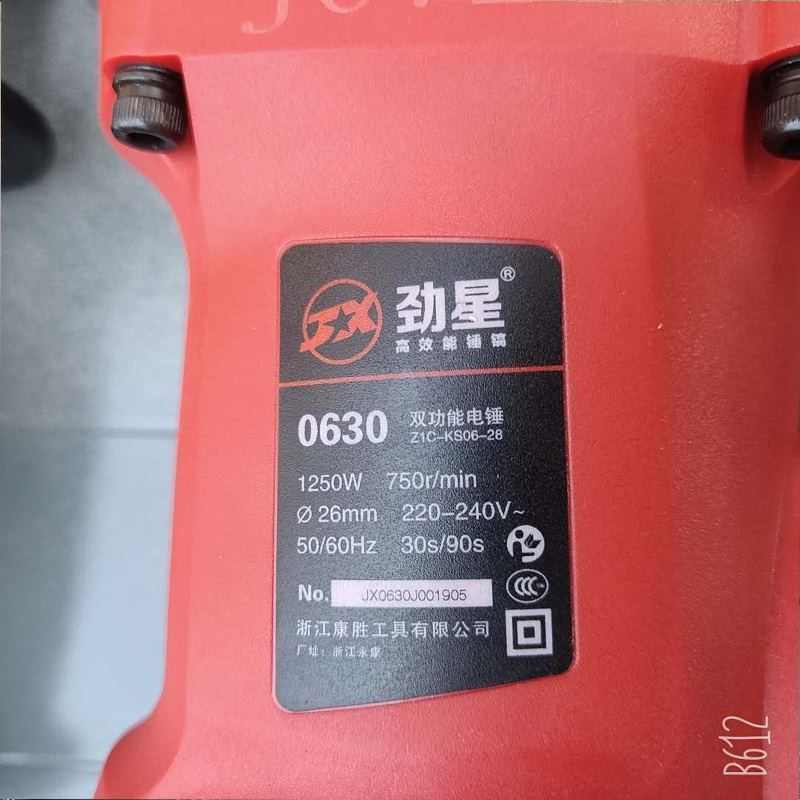 JX
劲星®
高效能锤镐
0630 双功能电锤
Z1C-KS06-28
1250W 750r/min
Ø 26mm 220-240V~
50/60Hz 30s/90s
No. JX0630J001905
CCC
浙江康胜工具有限公司
厂址：浙江永康
B612